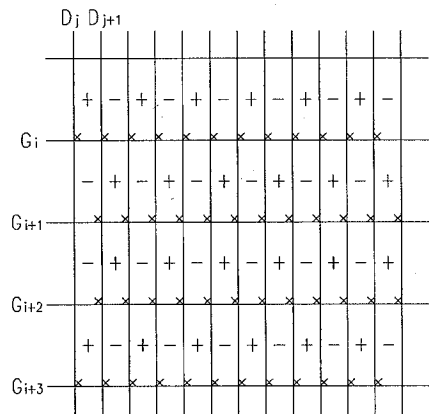 Dj Dj+1
+ − + − + − + − + − + −
Gi × × × × × × × × × × × ×
− + − + − + − + − + − +
Gi+1 × × × × × × × × × × × ×
− + − + − + − + − + − +
Gi+2 × × × × × × × × × × × ×
+ − + − + − + − + − + −
Gi+3 × × × × × × × × × × × ×